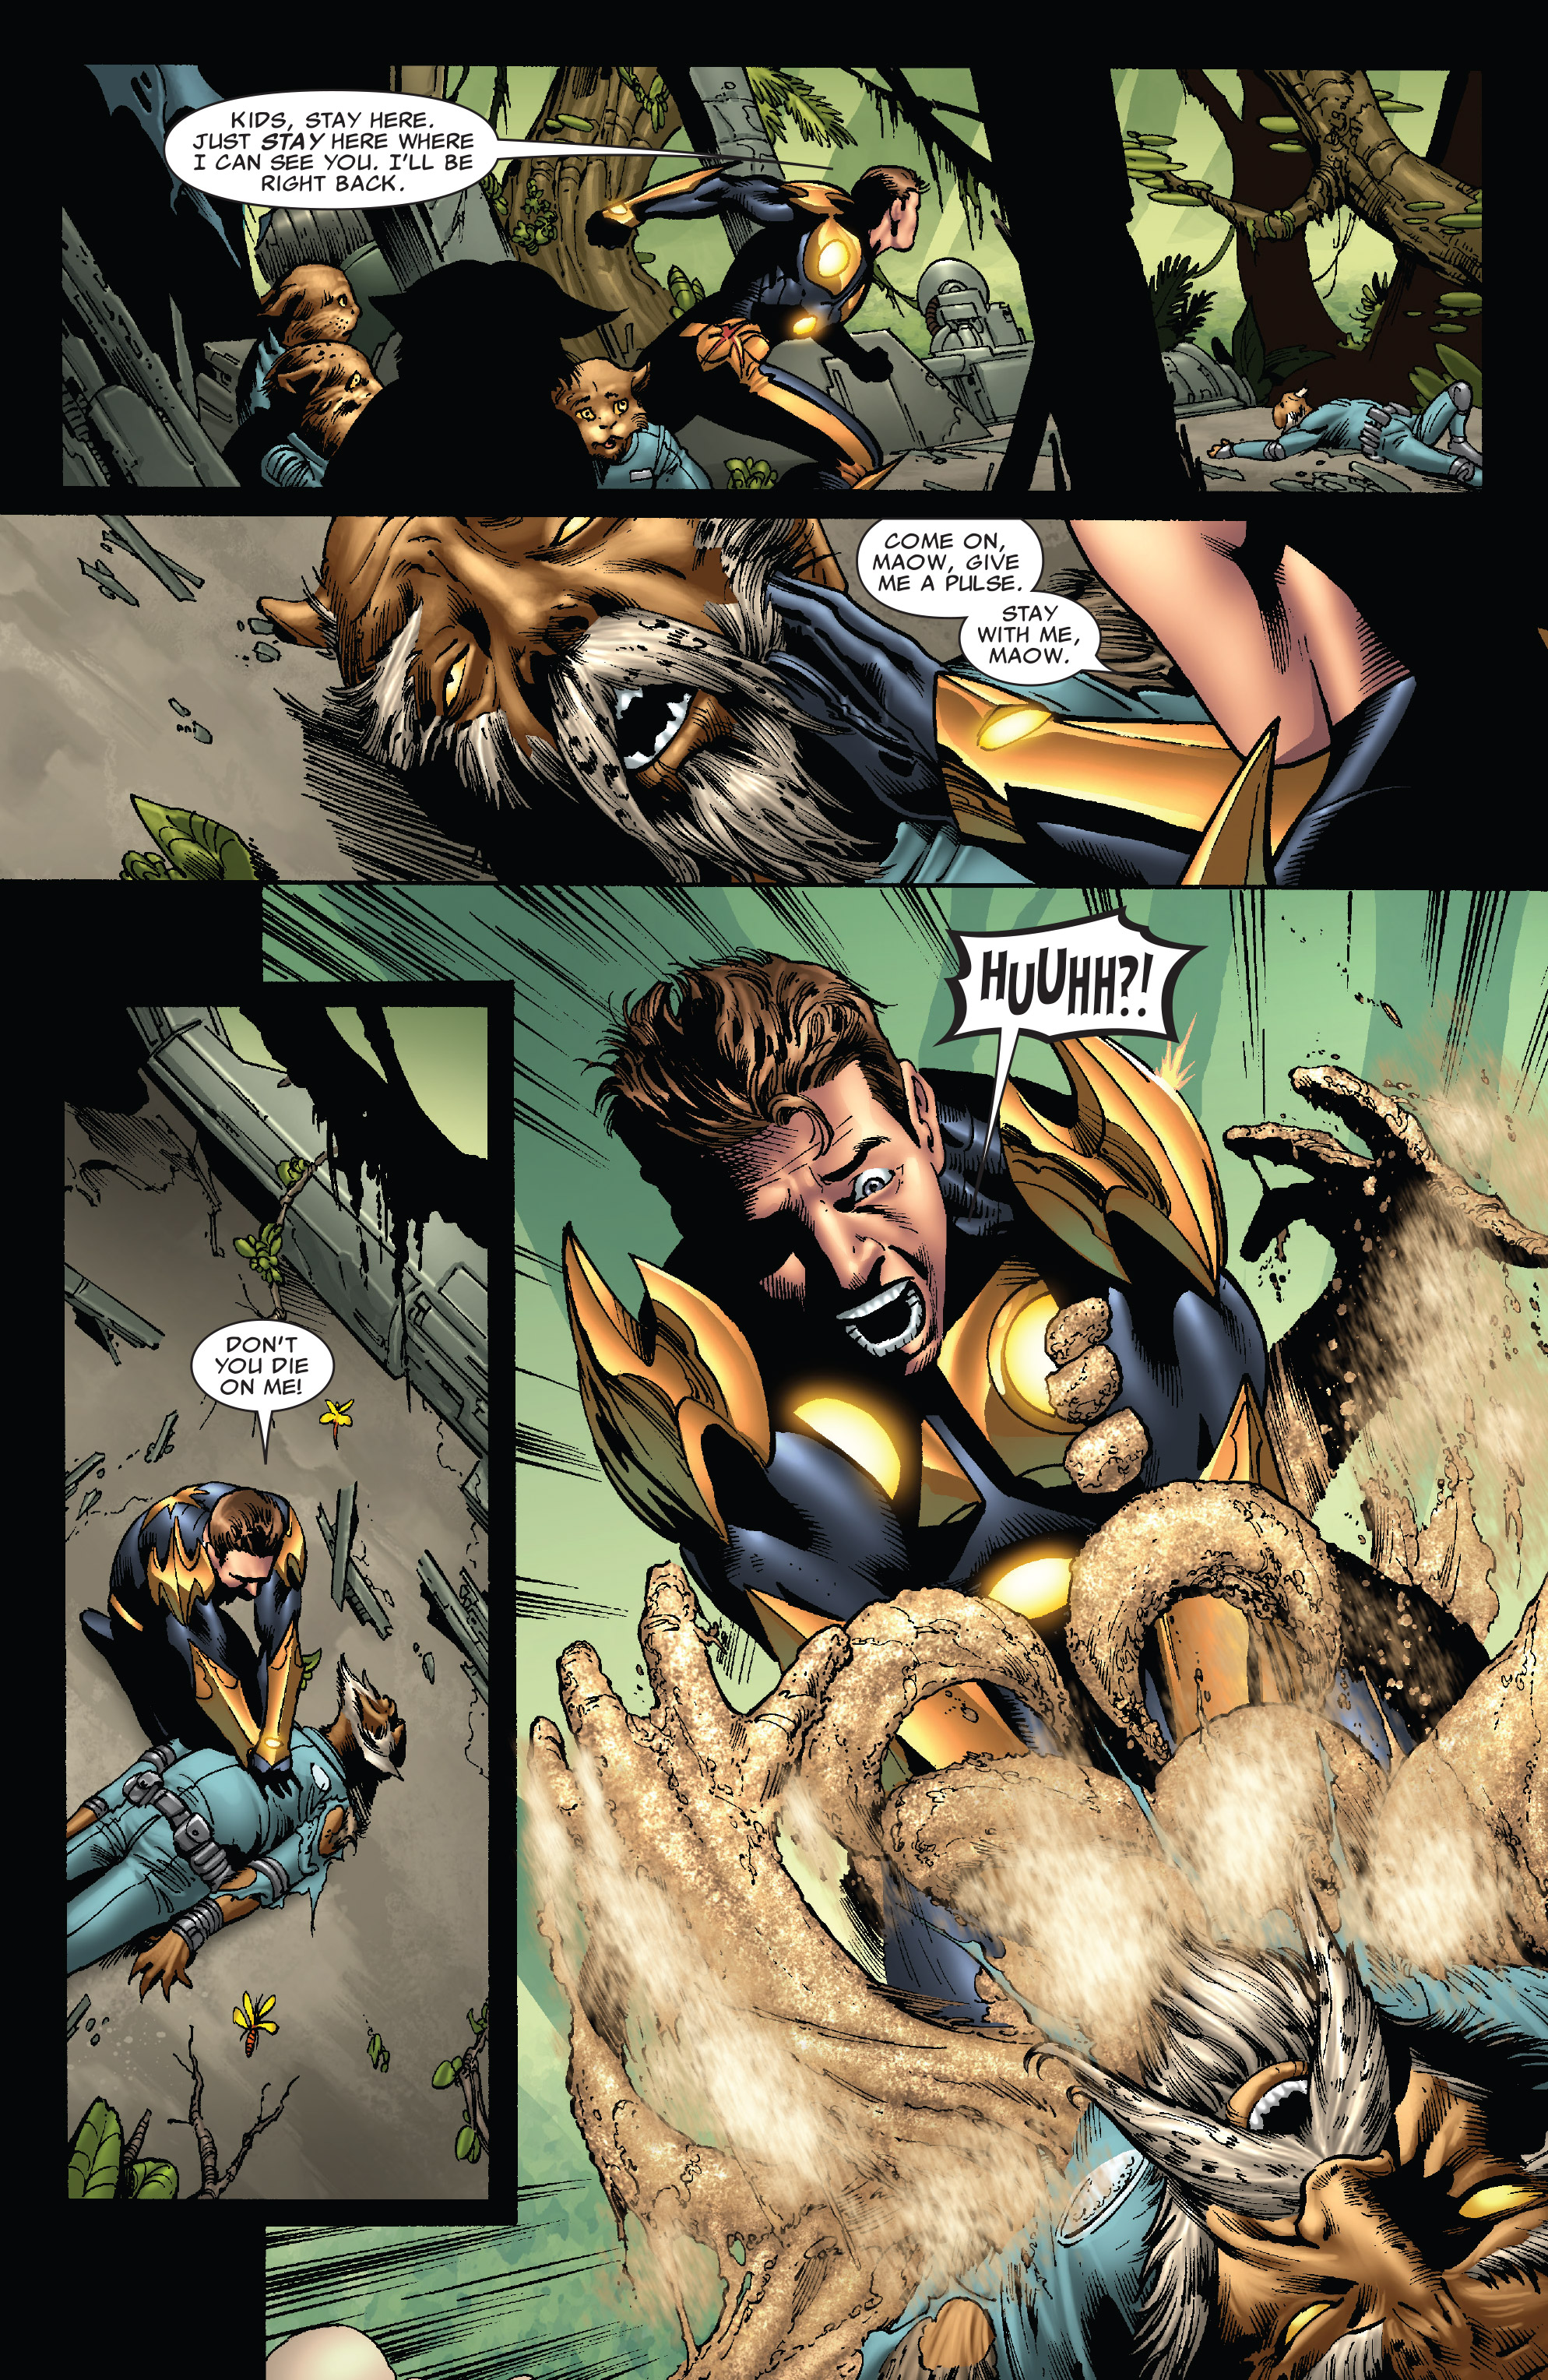 KIDS, STAY HERE.
JUST STAY HERE WHERE
I CAN SEE YOU. I'LL BE
RIGHT BACK.
COME ON,
MAOW, GIVE
ME A PULSE.
STAY
WITH ME,
MAOW.
DON'T
YOU DIE
ON ME!
HUUHH?!